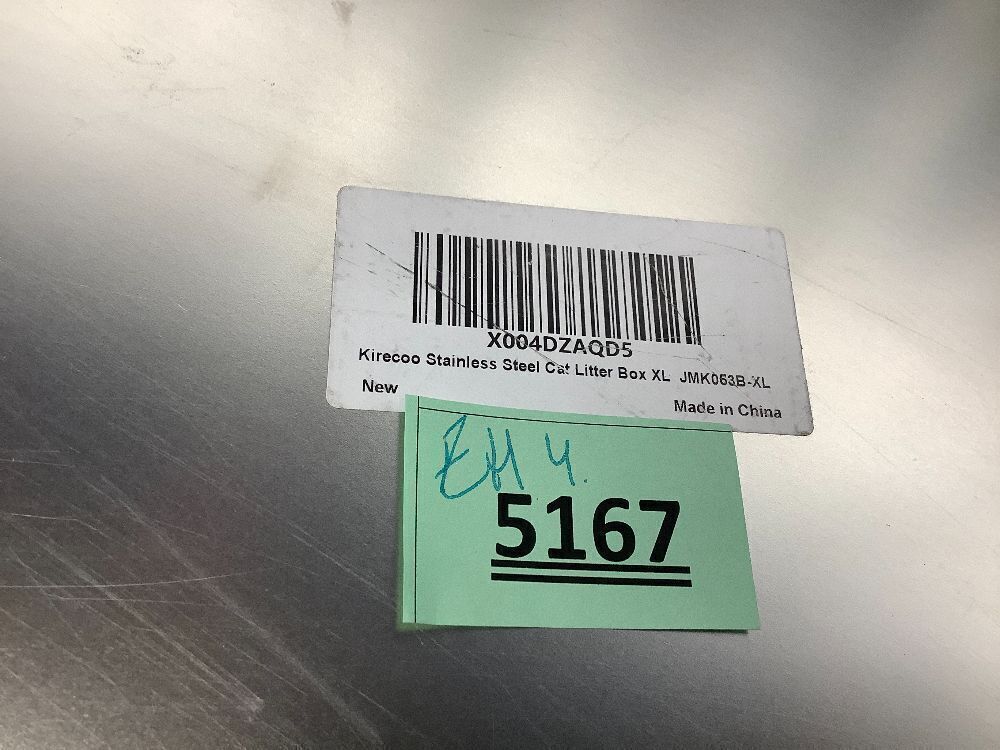 X004DZAQD5
Kirecoo Stainless Steel Cat Litter Box XL JMK063B-XL
New
Made in China
EH 4.
5167